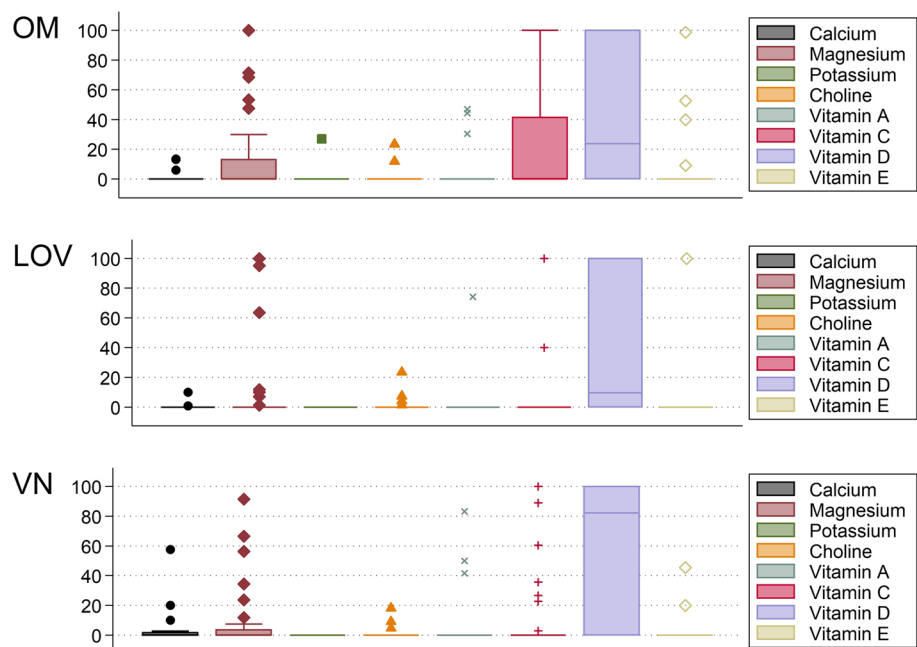 OM
100
80
60
40
20
0
Calcium
Magnesium
Potassium
Choline
Vitamin A
Vitamin C
Vitamin D
Vitamin E
LOV
100
80
60
40
20
0
Calcium
Magnesium
Potassium
Choline
Vitamin A
Vitamin C
Vitamin D
Vitamin E
VN
100
80
60
40
20
0
Calcium
Magnesium
Potassium
Choline
Vitamin A
Vitamin C
Vitamin D
Vitamin E